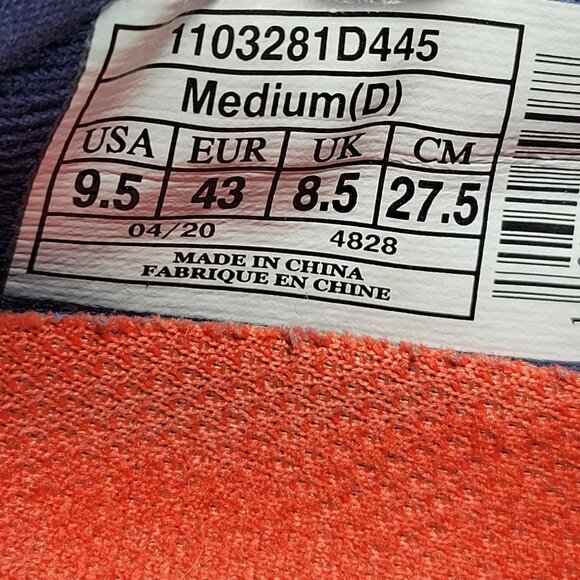 1103281D445
Medium(D)
USA EUR UK CM
9.5 43 8.5 27.5
04/20 4828
MADE IN CHINA
FABRIQUE EN CHINE